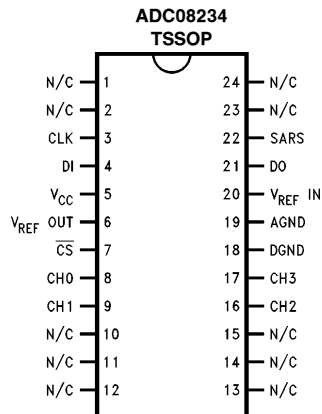 ADC08234
TSSOP
N/C 1 24 N/C
N/C 2 23 N/C
CLK 3 22 SARS
DI 4 21 DO
VCC 5 20 VREF IN
VREF OUT 6 19 AGND
C̅S̅ 7 18 DGND
CH0 8 17 CH3
CH1 9 16 CH2
N/C 10 15 N/C
N/C 11 14 N/C
N/C 12 13 N/C